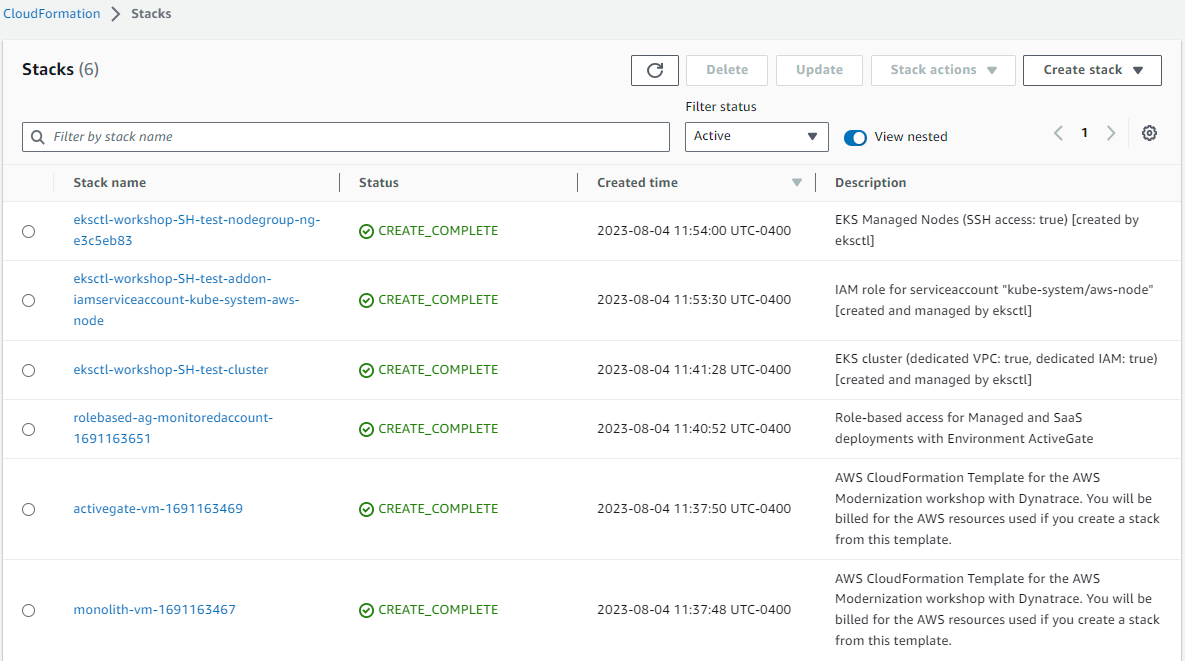 CloudFormation > Stacks
Stacks (6)
Delete
Update
Stack actions
Create stack
Filter status
Filter by stack name
Active
View nested
1
Stack name
Status
Created time
Description
eksctl-workshop-SH-test-nodegroup-ng-
e3c5eb83
CREATE_COMPLETE
2023-08-04 11:54:00 UTC-0400
EKS Managed Nodes (SSH access: true) [created by
eksctl]
eksctl-workshop-SH-test-addon-
iamserviceaccount-kube-system-aws-
node
CREATE_COMPLETE
2023-08-04 11:53:30 UTC-0400
IAM role for serviceaccount "kube-system/aws-node"
[created and managed by eksctl]
eksctl-workshop-SH-test-cluster
CREATE_COMPLETE
2023-08-04 11:41:28 UTC-0400
EKS cluster (dedicated VPC: true, dedicated IAM: true)
[created and managed by eksctl]
rolebased-ag-monitoredaccount-
1691163651
CREATE_COMPLETE
2023-08-04 11:40:52 UTC-0400
Role-based access for Managed and SaaS
deployments with Environment ActiveGate
activegate-vm-1691163469
CREATE_COMPLETE
2023-08-04 11:37:50 UTC-0400
AWS CloudFormation Template for the AWS
Modernization workshop with Dynatrace. You will be
billed for the AWS resources used if you create a stack
from this template.
monolith-vm-1691163467
CREATE_COMPLETE
2023-08-04 11:37:48 UTC-0400
AWS CloudFormation Template for the AWS
Modernization workshop with Dynatrace. You will be
billed for the AWS resources used if you create a stack
from this template.